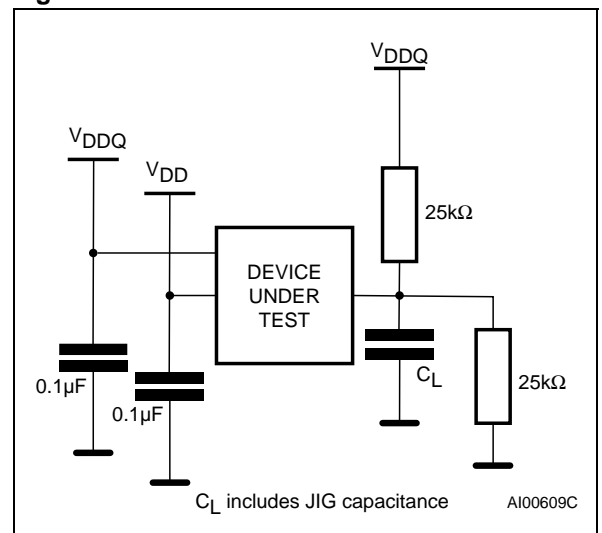 VDDQ
VDDQ
VDD
25kΩ
DEVICE
UNDER
TEST
0.1µF
0.1µF
CL
25kΩ
CL includes JIG capacitance
AI00609C